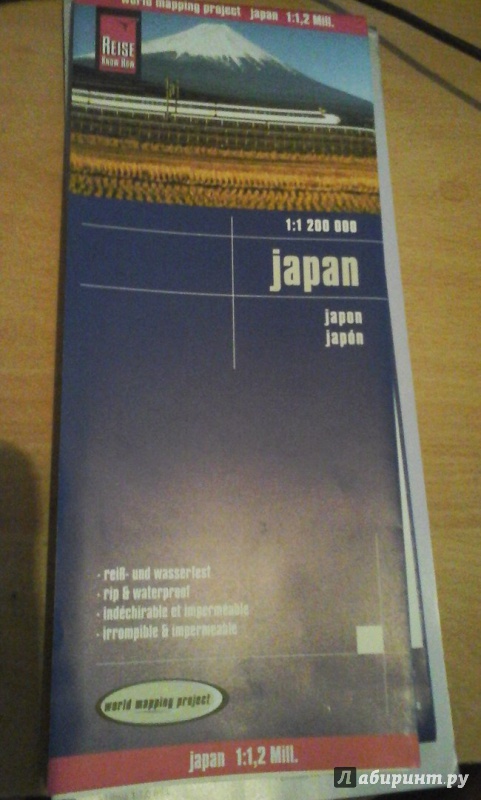 world mapping project japan 1:1,2 Mill.
REISE
KNOW-HOW
1:1 200 000
japan
japon
japón
· reiß- und wasserfest
· rip & waterproof
· indéchirable et imperméable
· irrompible & impermeable
world mapping project
japan 1:1,2 Mill.
Лабиринт.ру